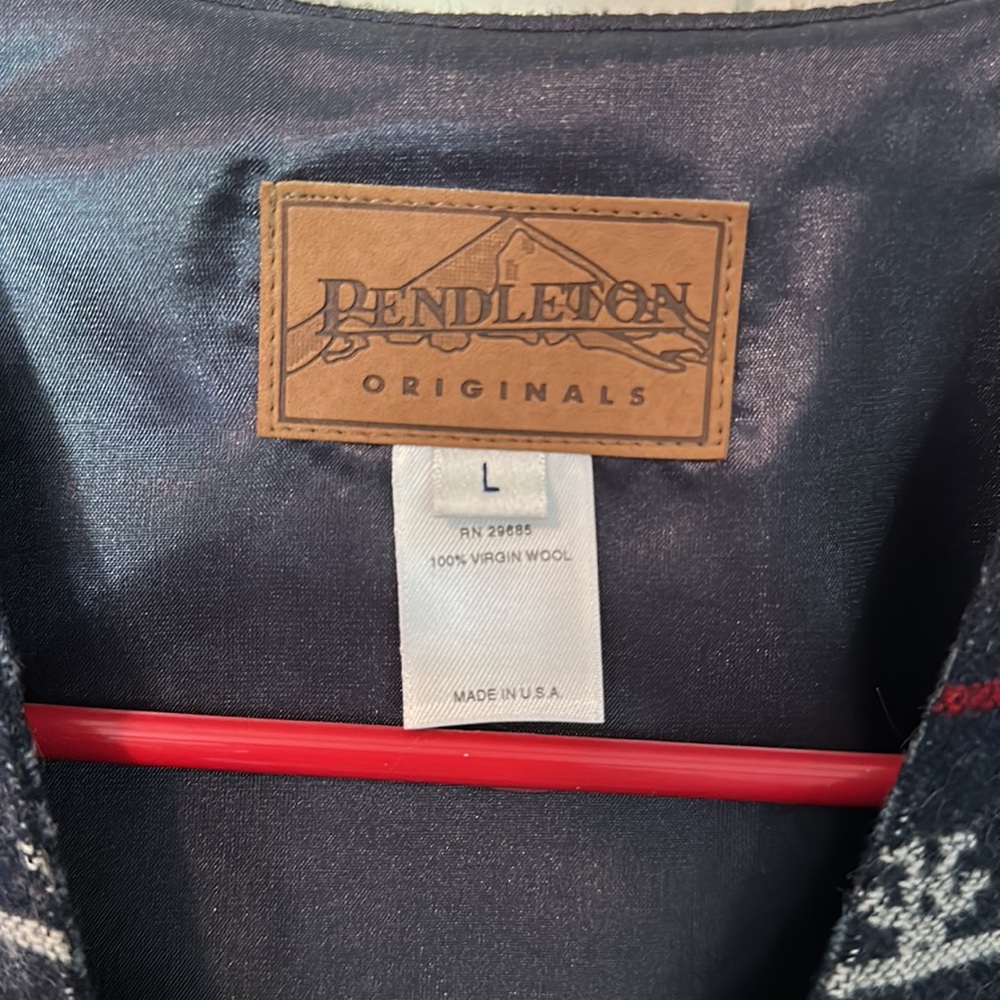 PENDLETON
ORIGINALS
L
RN 29685
100% VIRGIN WOOL
MADE IN U.S.A.